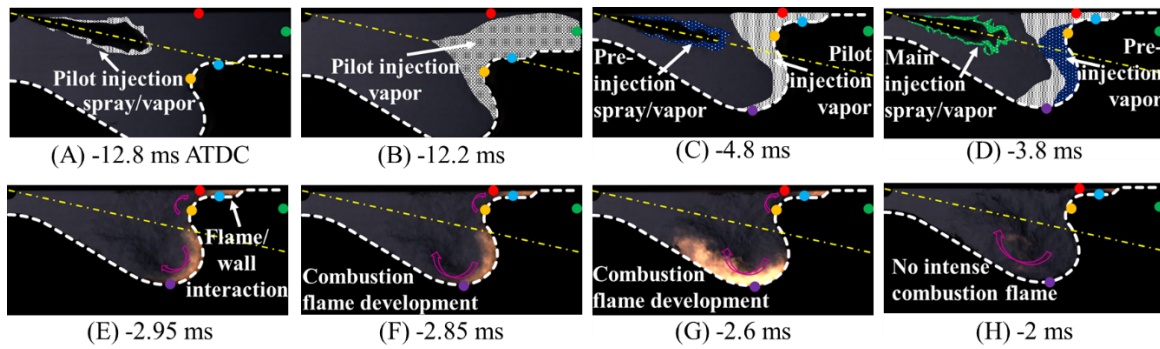 Pilot injection
spray/vapor
(A) -12.8 ms ATDC
Pilot injection
vapor
(B) -12.2 ms
Pre-
injection
spray/vapor
Pilot
injection
vapor
(C) -4.8 ms
Main
injection
spray/vapor
Pre-
injection
vapor
(D) -3.8 ms
Flame/
wall
interaction
(E) -2.95 ms
Combustion
flame development
(F) -2.85 ms
Combustion
flame development
(G) -2.6 ms
No intense
combustion flame
(H) -2 ms